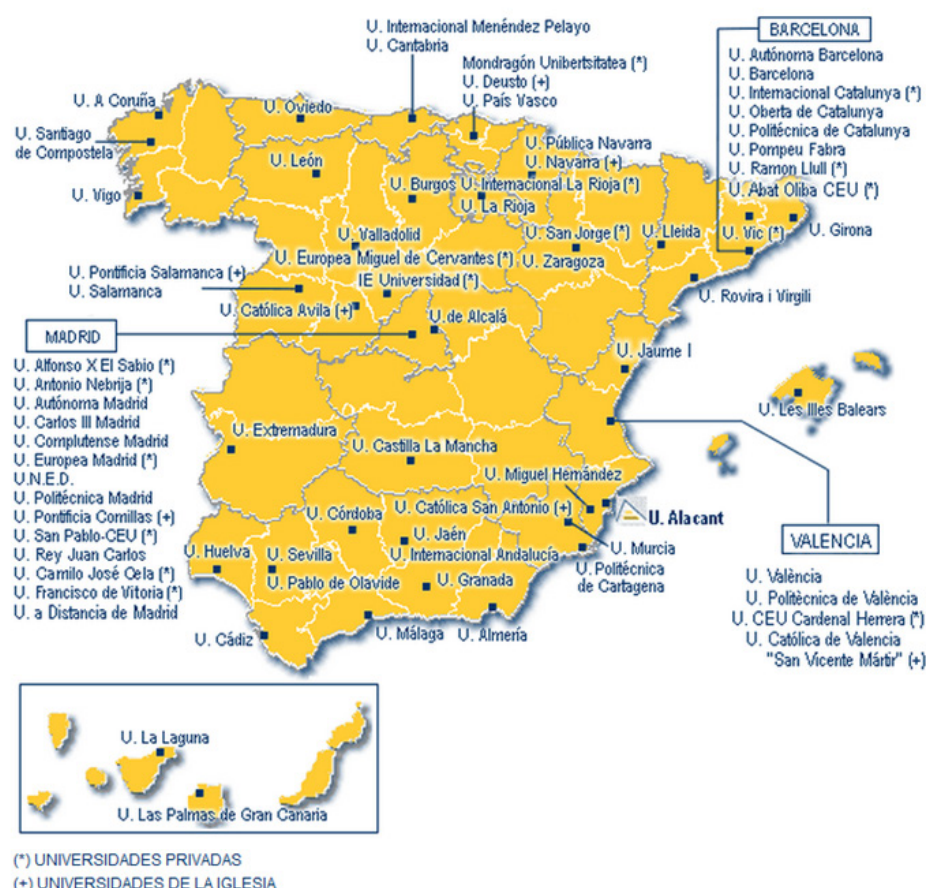 U. Internacional Menéndez Pelayo
U. Cantabria
Mondragón Unibertsitatea (*)
U. Deusto (+)
U. País Vasco
BARCELONA
U. Autónoma Barcelona
U. Barcelona
U. Internacional Catalunya (*)
U. Oberta de Catalunya
U. Politécnica de Catalunya
U. Pompeu Fabra
U. Ramon Llull (*)
U. Abat Oliba CEU (*)
U. A Coruña
U. Oviedo
U. Santiago
de Compostela
U. León
U. Pública Navarra
U. Navarra (+)
U. Vigo
U. Burgos
U. Internacional La Rioja (*)
U. La Rioja
U. Valladolid
U. San Jorge (*)
U. Lleida
U. Vic (*)
U. Girona
U. Europea Miguel de Cervantes (*)
U. Zaragoza
U. Pontificia Salamanca (+)
U. Salamanca
IE Universidad (*)
U. Rovira i Virgili
U. Católica Avila (+)
U.de Alcalá
MADRID
U. Alfonso X El Sabio (*)
U. Antonio Nebrija (*)
U. Autónoma Madrid
U. Carlos III Madrid
U. Complutense Madrid
U. Europea Madrid (*)
U.N.E.D.
U. Politécnica Madrid
U. Pontificia Comillas (+)
U. San Pablo-CEU (*)
U. Rey Juan Carlos
U. Camilo José Cela (*)
U. Francisco de Vitoria (*)
U. a Distancia de Madrid
U. Jaume I
U. Les Illes Balears
U. Extremadura
U. Castilla La Mancha
U. Miguel Hernández
U. Católica San Antonio (+)
U. Alacant
U. Córdoba
U. Jaén
U. Murcia
U. Huelva
U. Sevilla
U. Internacional Andalucía
U. Politécnica
de Cartagena
U. Pablo de Olavide
U. Granada
U. Cádiz
U. Málaga
U. Almería
VALENCIA
U. València
U. Politècnica de València
U. CEU Cardenal Herrera (*)
U. Católica de Valencia
"San Vicente Mártir" (+)
U. La Laguna
U. Las Palmas de Gran Canaria
(*) UNIVERSIDADES PRIVADAS
(+) UNIVERSIDADES DE LA IGLESIA